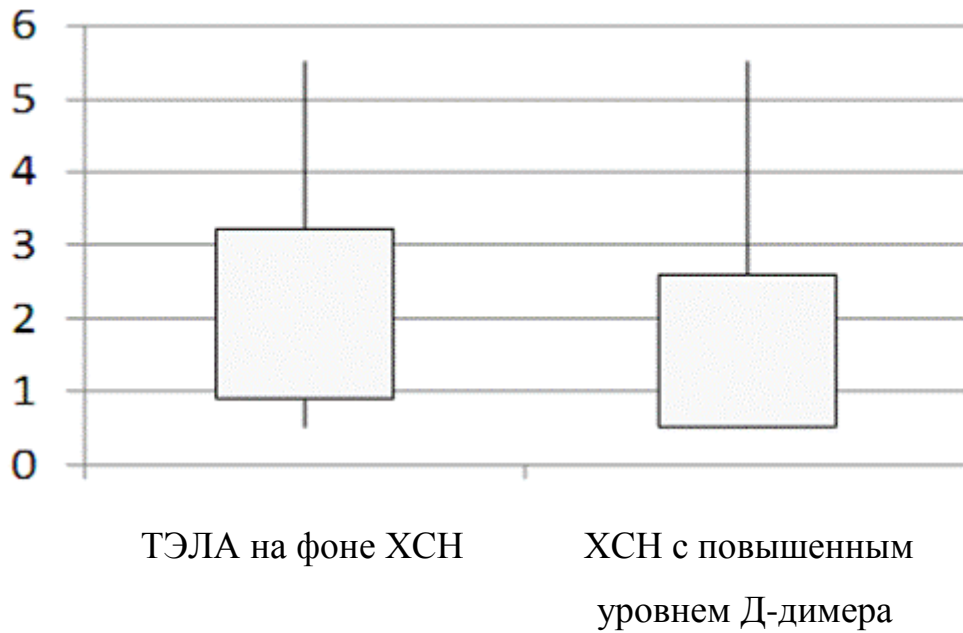 6
5
4
3
2
1
0
ТЭЛА на фоне ХСН
ХСН с повышенным
уровнем Д-димера